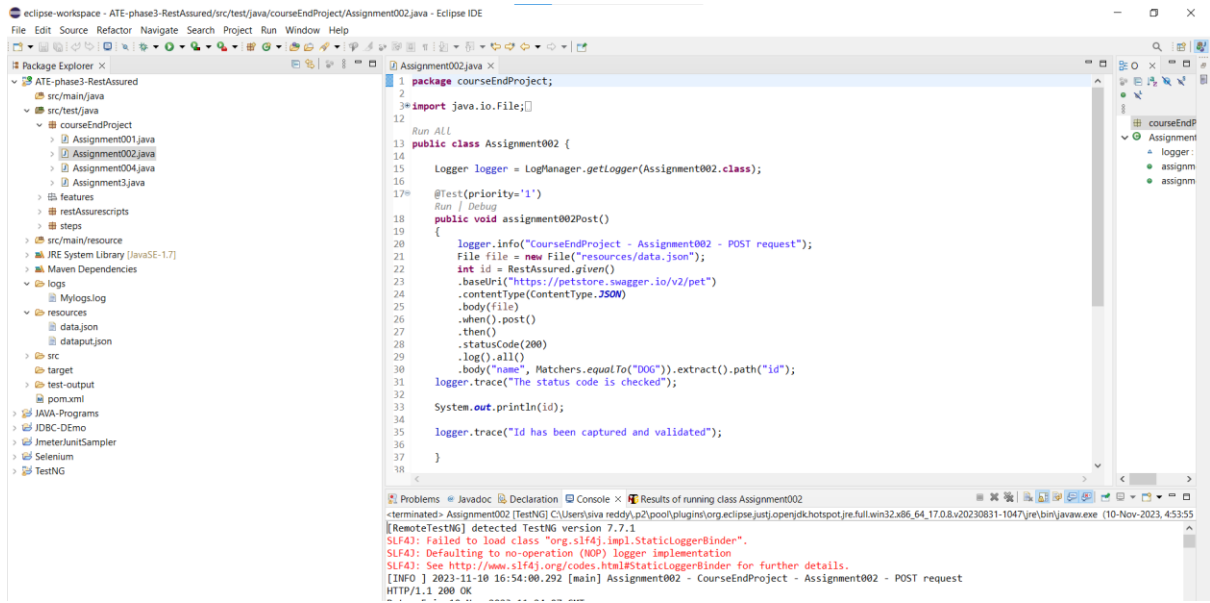 eclipse-workspace - ATE-phase3-RestAssured/src/test/java/courseEndProject/Assignment002.java - Eclipse IDE
File Edit Source Refactor Navigate Search Project Run Window Help
Package Explorer
ATE-phase3-RestAssured
src/main/java
src/test/java
courseEndProject
Assignment001.java
Assignment002.java
Assignment004.java
Assignment3.java
features
restAssurescripts
steps
src/main/resource
JRE System Library [JavaSE-1.7]
Maven Dependencies
logs
Mylogs.log
resources
data.json
dataput.json
src
target
test-output
pom.xml
JAVA-Programs
JDBC-DEmo
JmeterJunitSampler
Selenium
TestNG
Assignment002.java
1 package courseEndProject;
2
3 import java.io.File;
12
Run ALL
13 public class Assignment002 {
14
15 Logger logger = LogManager.getLogger(Assignment002.class);
16
17 @Test(priority='1')
Run | Debug
18 public void assignment002Post()
19 {
20 logger.info("CourseEndProject - Assignment002 - POST request");
21 File file = new File("resources/data.json");
22 int id = RestAssured.given()
23 .baseUri("https://petstore.swagger.io/v2/pet")
24 .contentType(ContentType.JSON)
25 .body(file)
26 .when().post()
27 .then()
28 .statusCode(200)
29 .log().all()
30 .body("name", Matchers.equalTo("DOG")).extract().path("id");
31 logger.trace("The status code is checked");
32
33 System.out.println(id);
34
35 logger.trace("Id has been captured and validated");
36
37 }
38
O
courseEndP
Assignment
logger :
assignm
assignm
Problems Javadoc Declaration Console Results of running class Assignment002
<terminated> Assignment002 [TestNG] C:\Users\siva reddy\.p2\pool\plugins\org.eclipse.justj.openjdk.hotspot.jre.full.win32.x86_64_17.0.8.v20230831-1047\jre\bin\javaw.exe (10-Nov-2023, 4:53:55
[RemoteTestNG] detected TestNG version 7.7.1
SLF4J: Failed to load class "org.slf4j.impl.StaticLoggerBinder".
SLF4J: Defaulting to no-operation (NOP) logger implementation
SLF4J: See http://www.slf4j.org/codes.html#StaticLoggerBinder for further details.
[INFO ] 2023-11-10 16:54:00.292 [main] Assignment002 - CourseEndProject - Assignment002 - POST request
HTTP/1.1 200 OK